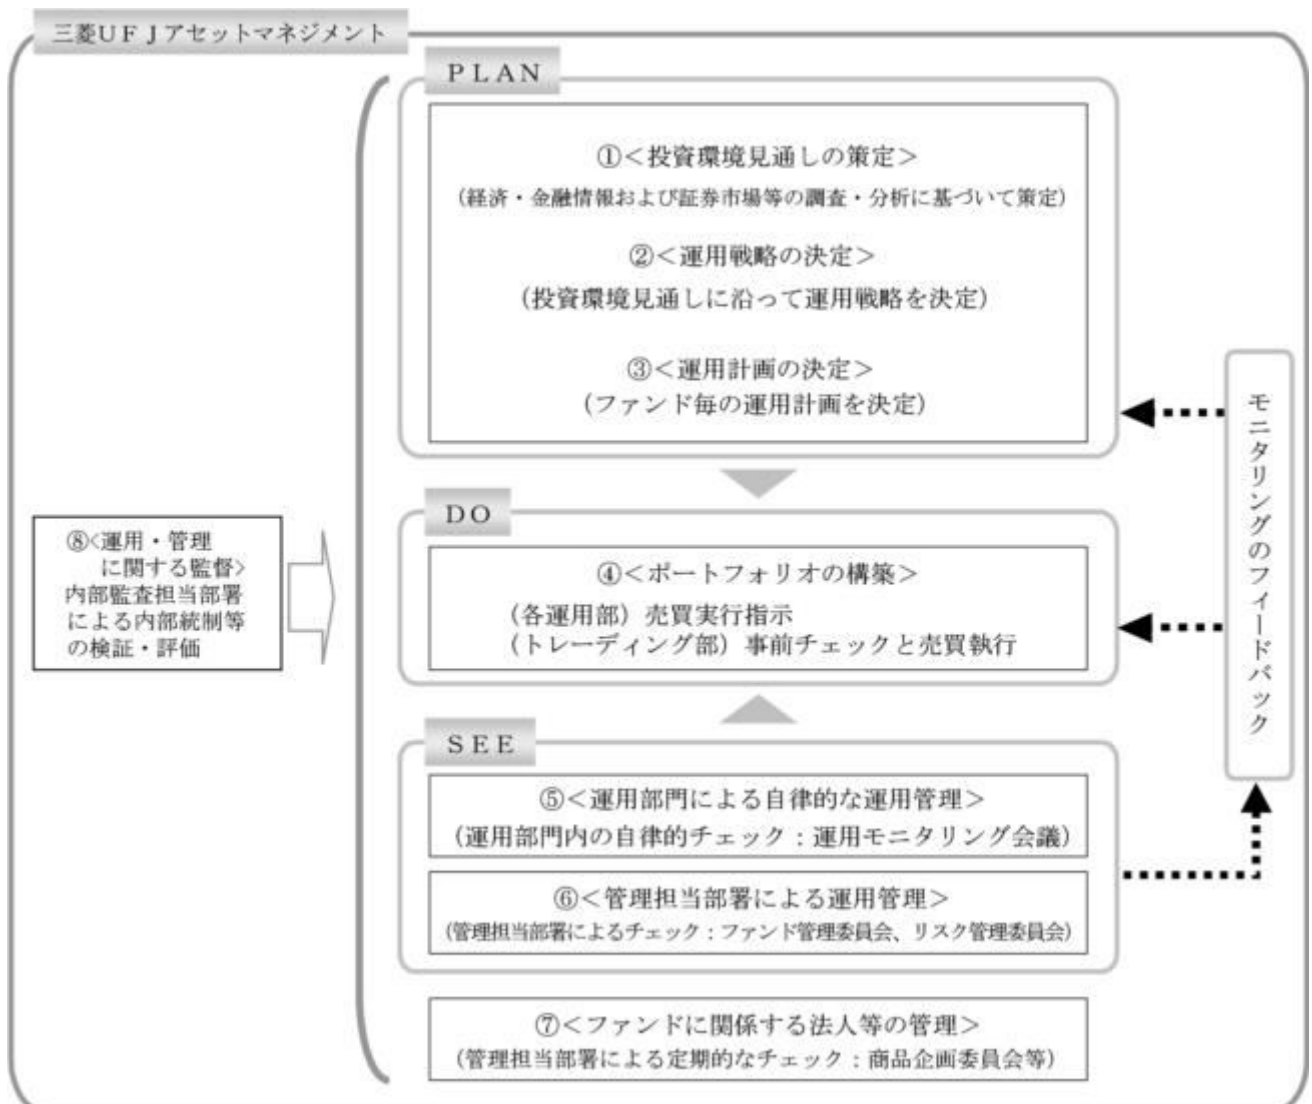 三菱UFJアセットマネジメント
PLAN
①＜投資環境見通しの策定＞
（経済・金融情報および証券市場等の調査・分析に基づいて策定）
②＜運用戦略の決定＞
（投資環境見通しに沿って運用戦略を決定）
③＜運用計画の決定＞
（ファンド毎の運用計画を決定）
DO
④＜ポートフォリオの構築＞
（各運用部）売買実行指示
（トレーディング部）事前チェックと売買執行
SEE
⑤＜運用部門による自律的な運用管理＞
（運用部門内の自律的チェック：運用モニタリング会議）
⑥＜管理担当部署による運用管理＞
（管理担当部署によるチェック：ファンド管理委員会、リスク管理委員会）
⑦＜ファンドに関係する法人等の管理＞
（管理担当部署による定期的なチェック：商品企画委員会等）
⑧<運用・管理
に関する監督>
内部監査担当部署
による内部統制等
の検証・評価
モニタリングのフィードバック